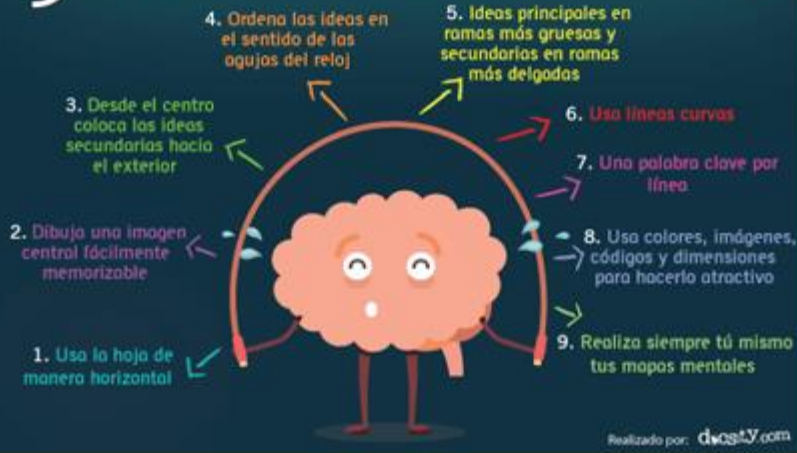 1. Usa la hoja de
manera horizontal
2. Dibuja una imagen
central fácilmente
memorizable
3. Desde el centro
coloca las ideas
secundarias hacia
el exterior
4. Ordena las ideas en
el sentido de las
agujas del reloj
5. Ideas principales en
ramas más gruesas y
secundarias en ramas
más delgadas
6. Usa líneas curvas
7. Una palabra clave por
línea
8. Usa colores, imágenes,
códigos y dimensiones
para hacerlo atractivo
9. Realiza siempre tú mismo
tus mapas mentales
Realizado por: docsity.com